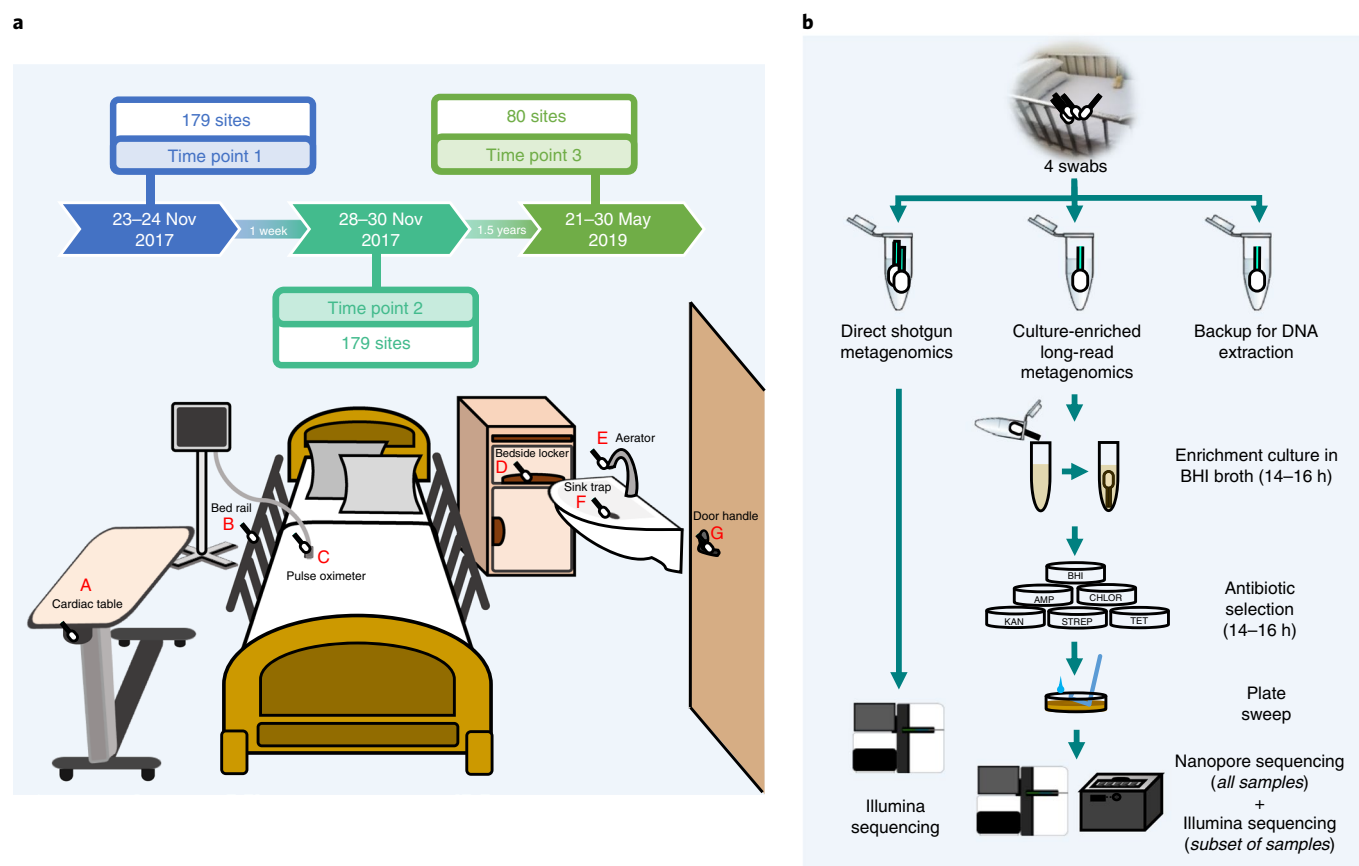 a
179 sites
Time point 1
80 sites
Time point 3
23–24 Nov
2017
1 week
28–30 Nov
2017
1.5 years
21–30 May
2019
Time point 2
179 sites
E Aerator
Bedside locker
D
Sink trap
F
Bed rail
B
Door handle
G
C
Pulse oximeter
A
Cardiac table
b
4 swabs
Direct shotgun
metagenomics
Culture-enriched
long-read
metagenomics
Backup for DNA
extraction
Enrichment culture in
BHI broth (14–16 h)
BHI
AMP CHLOR
KAN STREP TET
Antibiotic
selection
(14–16 h)
Plate
sweep
Illumina
sequencing
Nanopore sequencing
(all samples)
+
Illumina sequencing
(subset of samples)